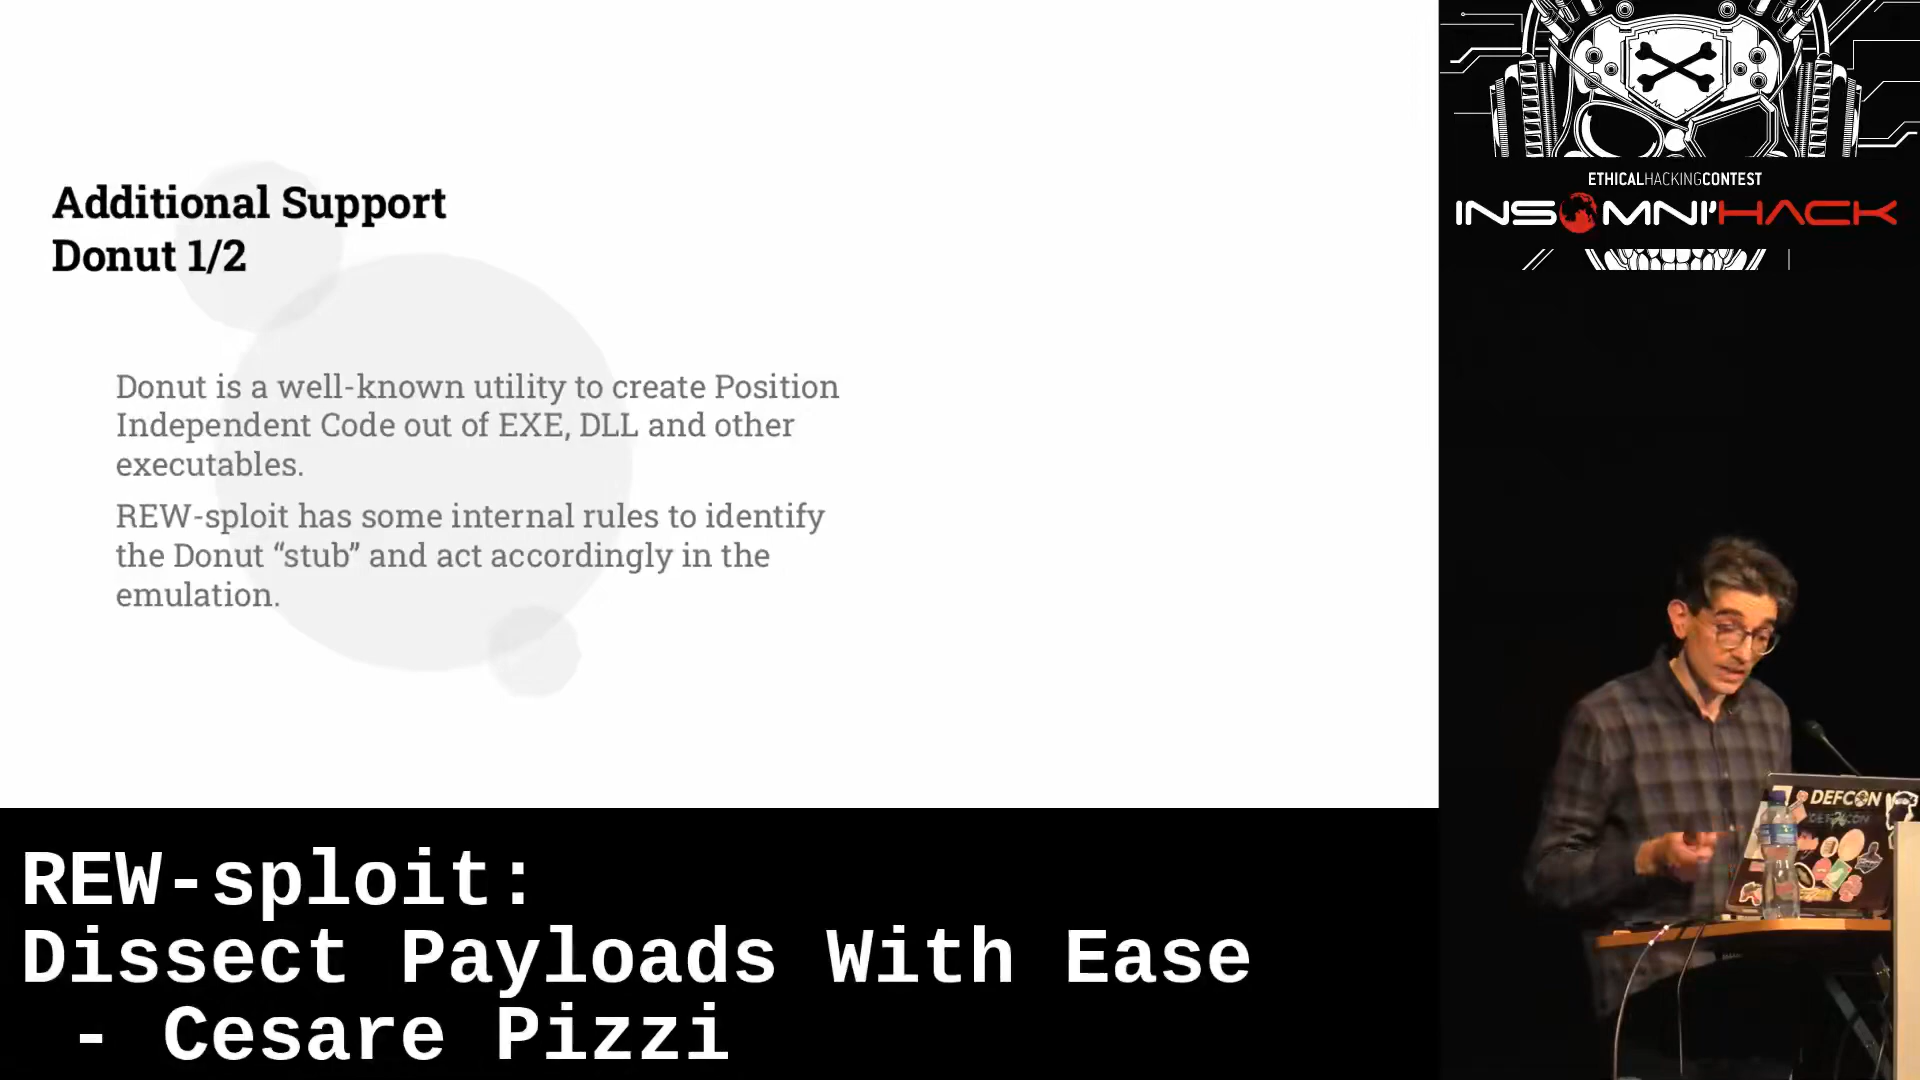 Additional Support
Donut 1/2
Donut is a well-known utility to create Position
Independent Code out of EXE, DLL and other
executables.
REW-sploit has some internal rules to identify
the Donut “stub” and act accordingly in the
emulation.
ETHICALHACKINGCONTEST
INSOMNI'HACK
DEFCON
REW-sploit:
Dissect Payloads With Ease
- Cesare Pizzi